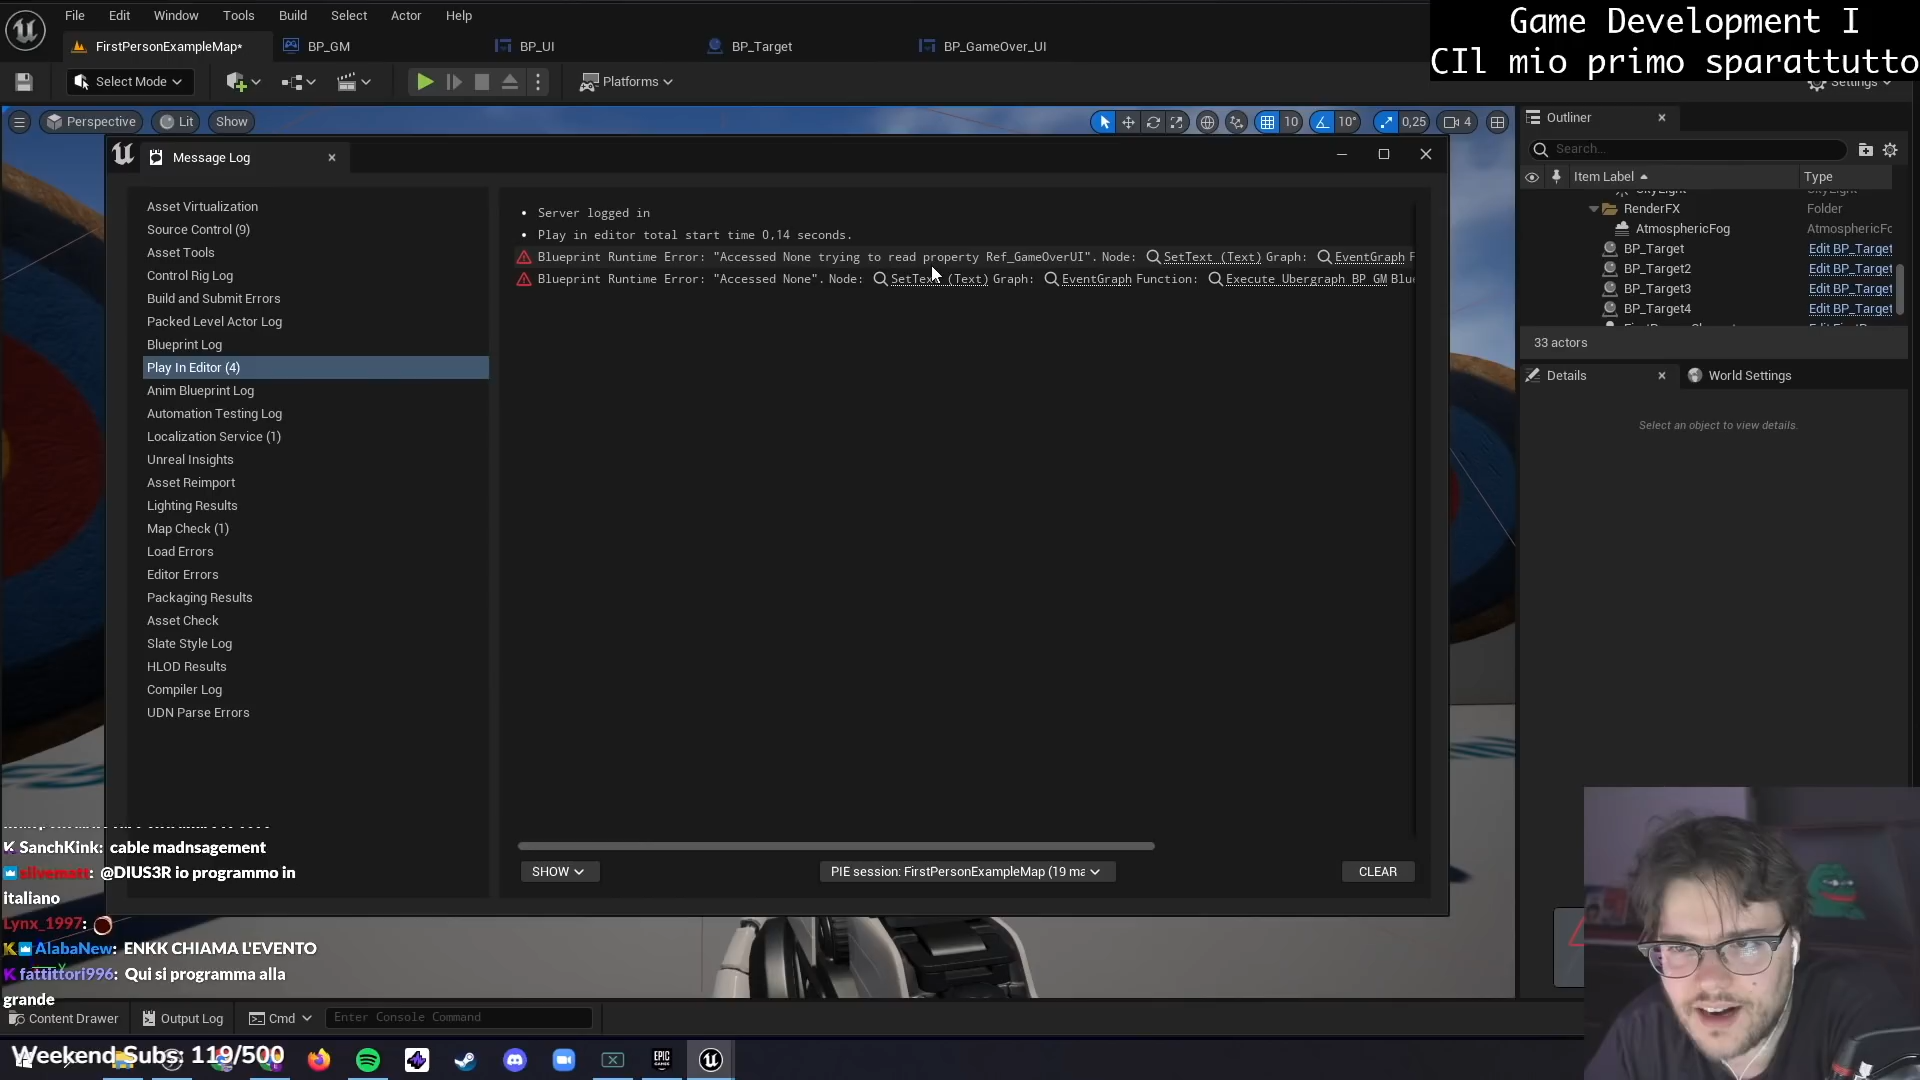 File Edit Window Tools Build Select Actor Help
Game Development I
CIl mio primo sparattutto
FirstPersonExampleMap* BP_GM BP_UI BP_Target BP_GameOver_UI
Select Mode Platforms Settings
Perspective Lit Show 10 10° 0,25 4
Outliner
Search...
Item Label Type
SkyLight
RenderFX Folder
AtmosphericFog AtmosphericFc
BP_Target Edit BP_Target
BP_Target2 Edit BP_Target
BP_Target3 Edit BP_Target
BP_Target4 Edit BP_Target
33 actors
Details World Settings
Select an object to view details.
Message Log
Asset Virtualization
Source Control (9)
Asset Tools
Control Rig Log
Build and Submit Errors
Packed Level Actor Log
Blueprint Log
Play In Editor (4)
Anim Blueprint Log
Automation Testing Log
Localization Service (1)
Unreal Insights
Asset Reimport
Lighting Results
Map Check (1)
Load Errors
Editor Errors
Packaging Results
Asset Check
Slate Style Log
HLOD Results
Compiler Log
UDN Parse Errors
Server logged in
Play in editor total start time 0,14 seconds.
Blueprint Runtime Error: "Accessed None trying to read property Ref_GameOverUI". Node: SetText (Text) Graph: EventGraph F
Blueprint Runtime Error: "Accessed None". Node: SetText (Text) Graph: EventGraph Function: Execute Ubergraph BP GM Blue
SHOW PIE session: FirstPersonExampleMap (19 ma CLEAR
SanchKink: cable madnsagement
silvematt: @DIUS3R io programmo in
italiano
Lynx_1997:
AlabaNew: ENKK CHIAMA L'EVENTO
fattittori996: Qui si programma alla
grande
Content Drawer Output Log Cmd Enter Console Command
Weekend Subs: 119/500
EPIC
GAMES